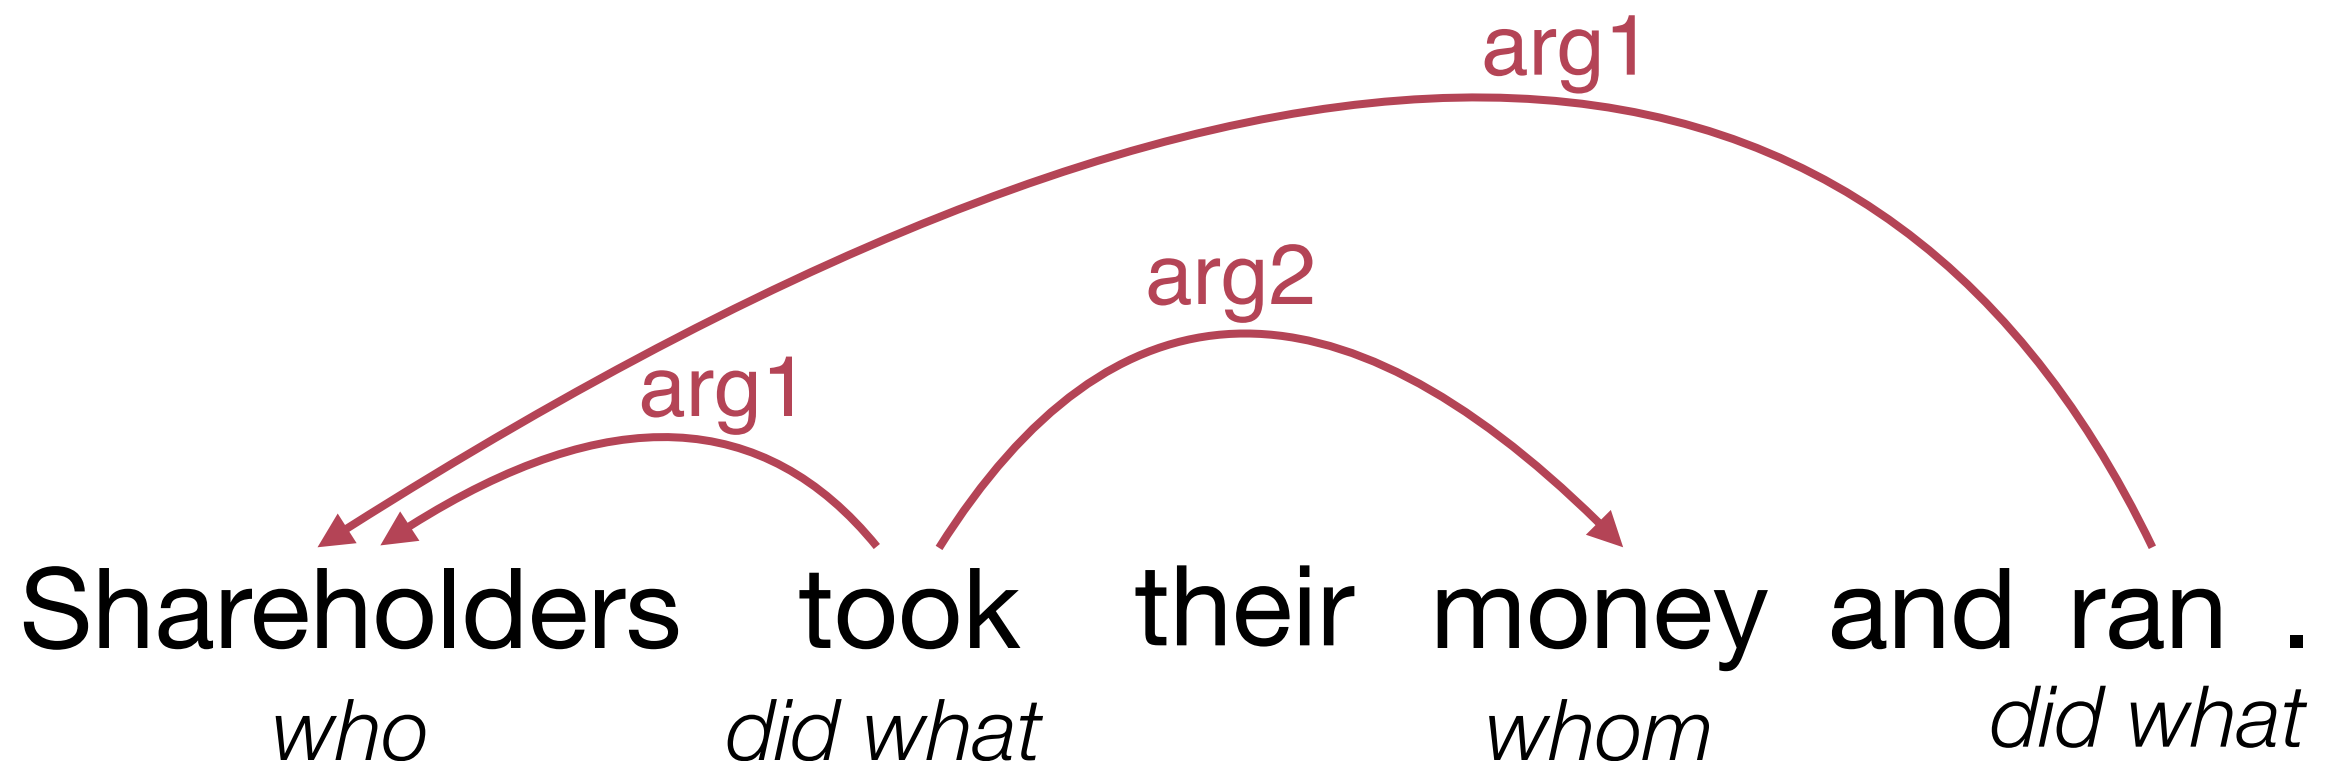 arg1
arg2
arg1
Shareholders took their money and ran .
who did what whom did what